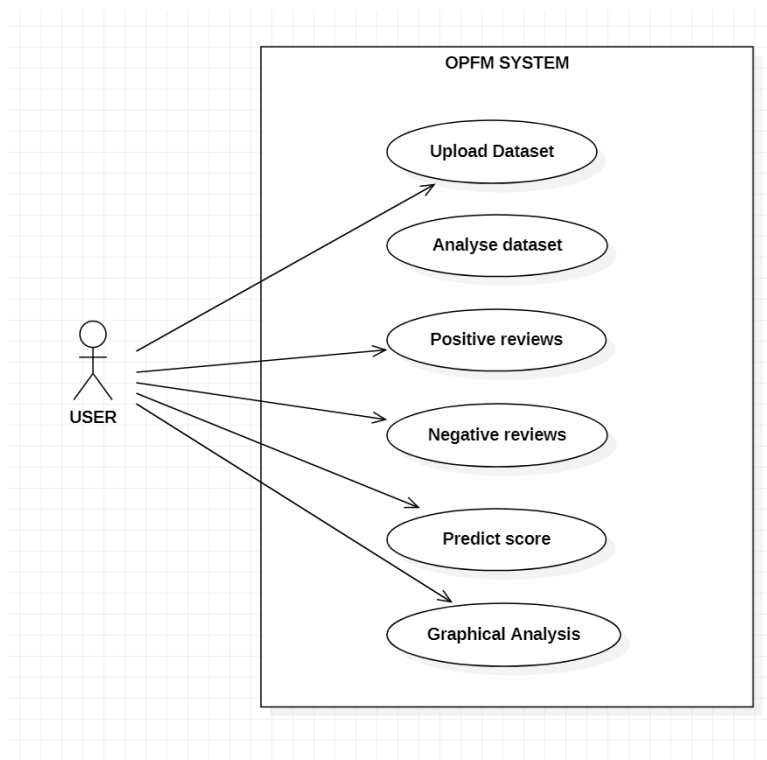 OPFM SYSTEM
Upload Dataset
Analyse dataset
Positive reviews
USER
Negative reviews
Predict score
Graphical Analysis